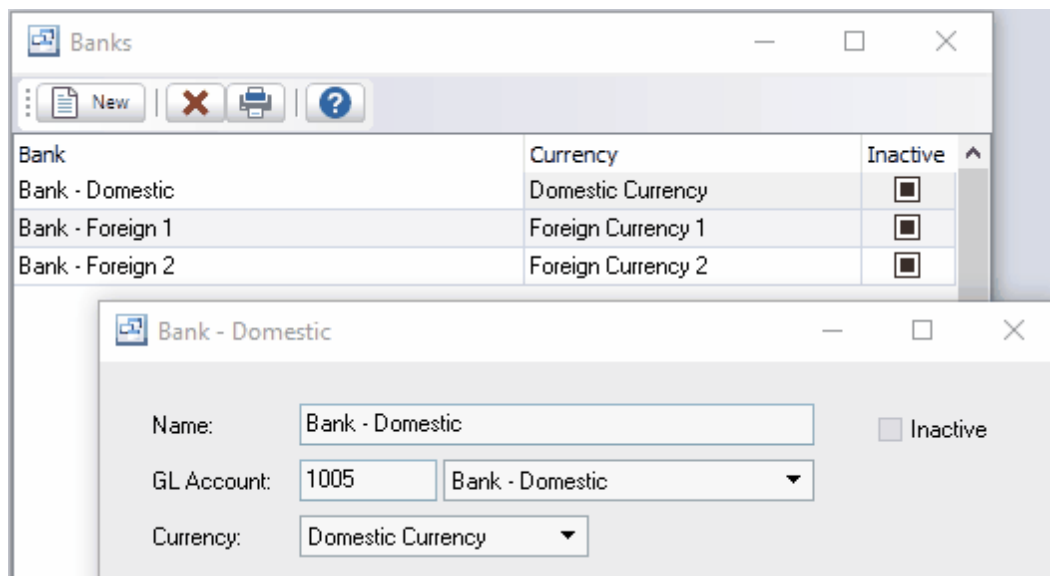 Banks
New
Bank Currency Inactive
Bank - Domestic Domestic Currency
Bank - Foreign 1 Foreign Currency 1
Bank - Foreign 2 Foreign Currency 2
Bank - Domestic
Name: Bank - Domestic Inactive
GL Account: 1005 Bank - Domestic
Currency: Domestic Currency